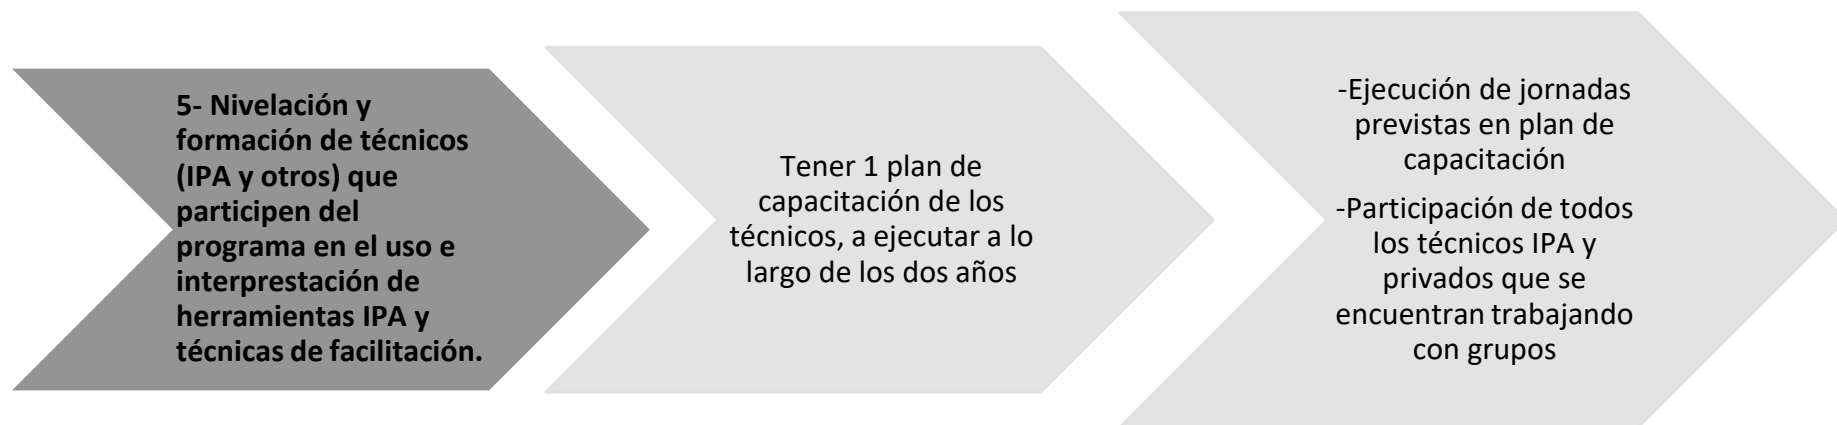 5- Nivelación y
formación de técnicos
(IPA y otros) que
participen del
programa en el uso e
interprestación de
herramientas IPA y
técnicas de facilitación.
Tener 1 plan de
capacitación de los
técnicos, a ejecutar a lo
largo de los dos años
-Ejecución de jornadas
previstas en plan de
capacitación
-Participación de todos
los técnicos IPA y
privados que se
encuentran trabajando
con grupos